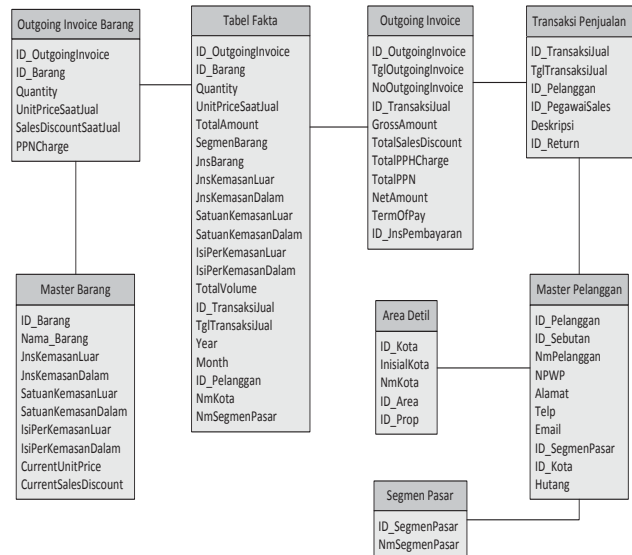 Outgoing Invoice Barang
ID_OutgoingInvoice
ID_Barang
Quantity
UnitPriceSaatJual
SalesDiscountSaatJual
PPNCharge
Tabel Fakta
ID_OutgoingInvoice
ID_Barang
Quantity
UnitPriceSaatJual
TotalAmount
SegmenBarang
JnsBarang
JnsKemasanLuar
JnsKemasanDalam
SatuanKemasanLuar
SatuanKemasanDalam
IsiPerKemasanLuar
IsiPerKemasanDalam
TotalVolume
ID_TransaksiJual
TglTransaksiJual
Year
Month
ID_Pelanggan
NmKota
NmSegmenPasar
Outgoing Invoice
ID_OutgoingInvoice
TglOutgoingInvoice
NoOutgoingInvoice
ID_TransaksiJual
GrossAmount
TotalSalesDiscount
TotalPPHCharge
TotalPPN
NetAmount
TermOfPay
ID_JnsPembayaran
Transaksi Penjualan
ID_TransaksiJual
TglTransaksiJual
ID_Pelanggan
ID_PegawaiSales
Deskripsi
ID_Return
Master Barang
ID_Barang
Nama_Barang
JnsKemasanLuar
JnsKemasanDalam
SatuanKemasanLuar
SatuanKemasanDalam
IsiPerKemasanLuar
IsiPerKemasanDalam
CurrentUnitPrice
CurrentSalesDiscount
Area Detil
ID_Kota
InisialKota
NmKota
ID_Area
ID_Prop
Master Pelanggan
ID_Pelanggan
ID_Sebutan
NmPelanggan
NPWP
Alamat
Telp
Email
ID_SegmenPasar
ID_Kota
Hutang
Segmen Pasar
ID_SegmenPasar
NmSegmenPasar